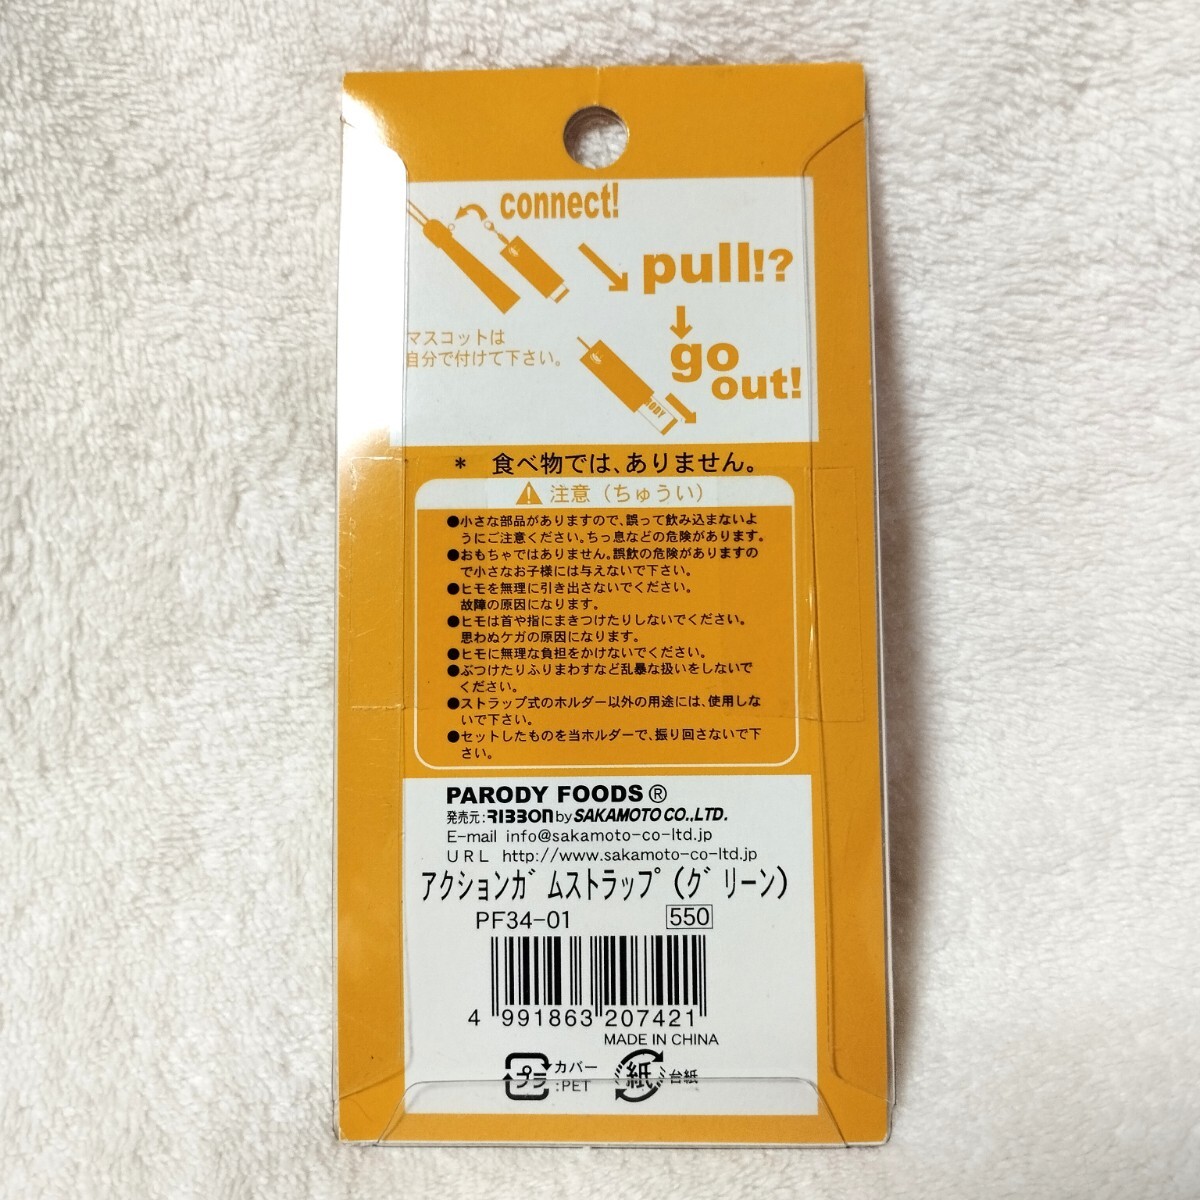 connect!
pull!?
go
out!
マスコットは
自分で付けて下さい。
* 食べ物では、ありません。
注意(ちゅうい)
●小さな部品がありますので、誤って飲み込まないよ
うにご注意ください。ちっ息などの危険があります。
●おもちゃではありません。誤飲の危険がありますの
で小さなお子様には与えないで下さい。
●ヒモを無理に引き出さないでください。
故障の原因になります。
●ヒモは首や指にまきつけたりしないでください。
思わぬケガの原因になります。
●ヒモに無理な負担をかけないでください。
●ぶつけたりふりまわすなど乱暴な扱いをしないで
ください。
●ストラップ式のホルダー以外の用途には、使用しな
いで下さい。
●セットしたものを当ホルダーで、振り回さないで下
さい。
PARODY FOODS®
発売元:RIBBON by SAKAMOTO CO.,LTD.
E-mail info@sakamoto-co-ltd.jp
URL http://www.sakamoto-co-ltd.jp
アクションガムストラップ(グリーン)
PF34-01 550
4 991863 207421
MADE IN CHINA
プラ カバー
:PET
紙 台紙